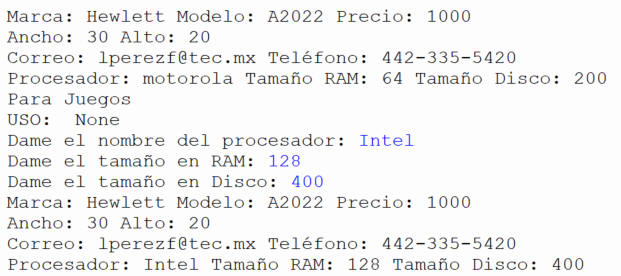 Marca: Hewlett Modelo: A2022 Precio: 1000
Ancho: 30 Alto: 20
Correo: lperezf@tec.mx Teléfono: 442-335-5420
Procesador: motorola Tamaño RAM: 64 Tamaño Disco: 200
Para Juegos
USO:  None
Dame el nombre del procesador: Intel
Dame el tamaño en RAM: 128
Dame el tamaño en Disco: 400
Marca: Hewlett Modelo: A2022 Precio: 1000
Ancho: 30 Alto: 20
Correo: lperezf@tec.mx Teléfono: 442-335-5420
Procesador: Intel Tamaño RAM: 128 Tamaño Disco: 400